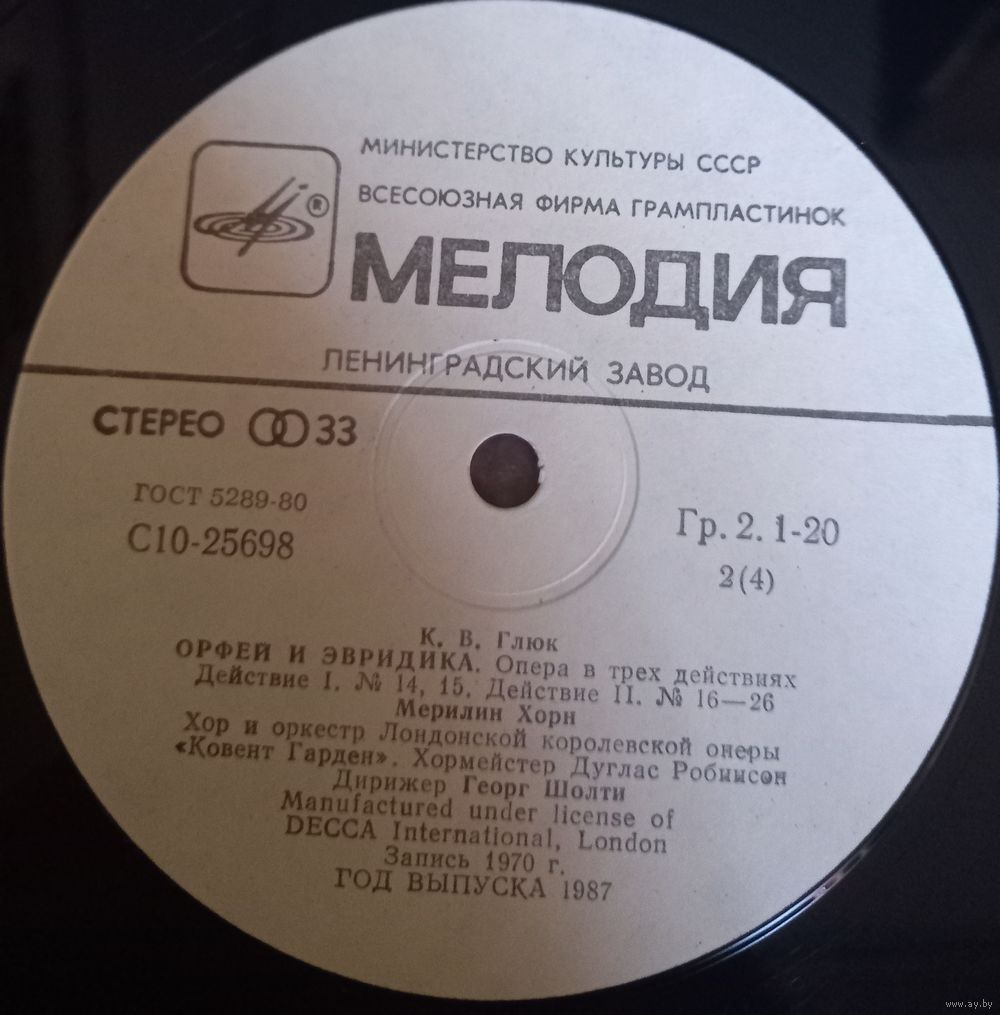 МИНИСТЕРСТВО КУЛЬТУРЫ СССР
ВСЕСОЮЗНАЯ ФИРМА ГРАМПЛАСТИНОК
®
МЕЛОДИЯ
ЛЕНИНГРАДСКИЙ ЗАВОД
СТЕРЕО 33
ГОСТ 5289-80
С10-25698
Гр. 2. 1-20
2(4)
К. В. Глюк
ОРФЕЙ И ЭВРИДИКА. Опера в трех действиях
Действие I. № 14, 15. Действие II. № 16—26
Мерилин Хорн
Хор и оркестр Лондонской королевской оперы
«Ковент Гарден». Хормейстер Дуглас Робинсон
Дирижер Георг Шолти
Manufactured under license of
DECCA International, London
Запись 1970 г.
ГОД ВЫПУСКА 1987
www.ay.by